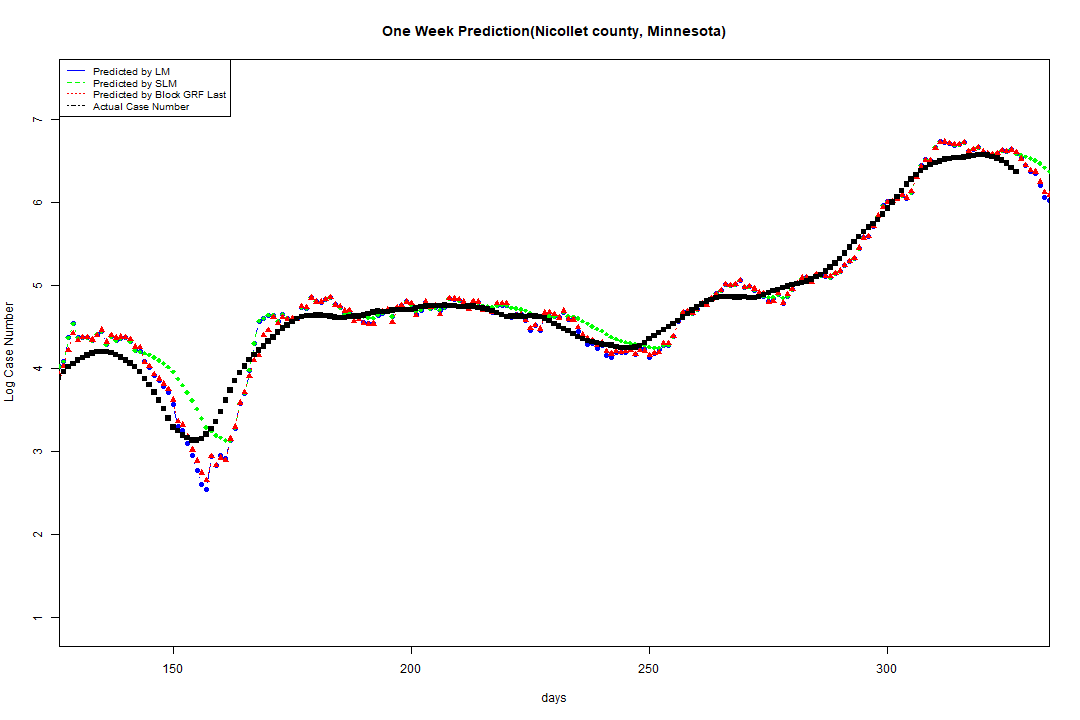 One Week Prediction(Nicollet county, Minnesota)
Predicted by LM
Predicted by SLM
Predicted by Block GRF Last
Actual Case Number
Log Case Number
7
6
5
4
3
2
1
150 200 250 300
days